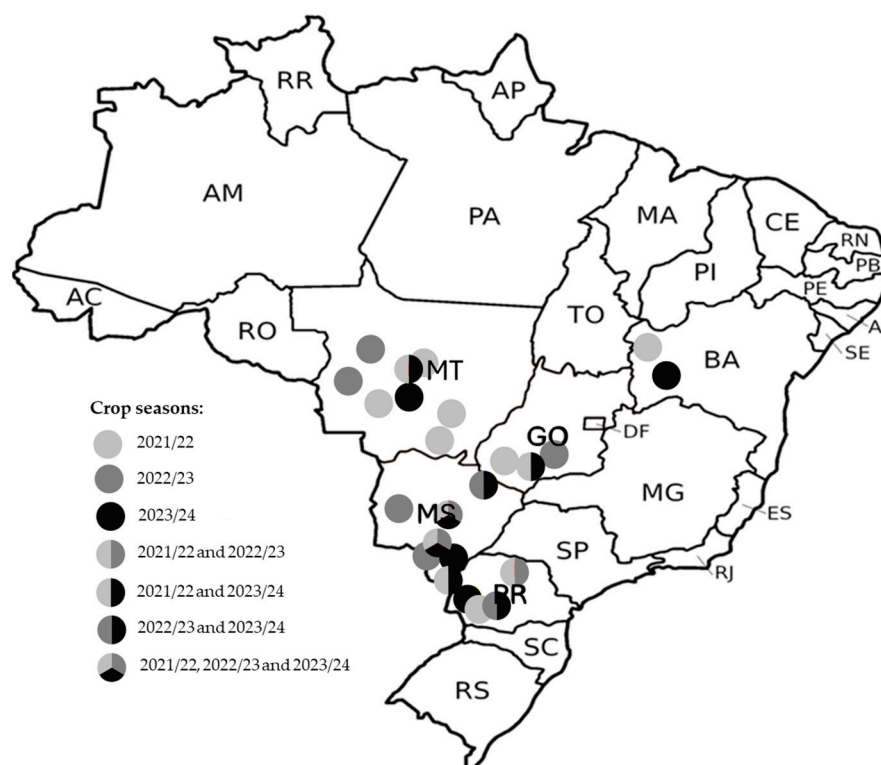 RR
AP
AM
PA
MA
CE
RN
PB
PI
PE
AC
TO
A
RO
SE
BA
MT
Crop seasons:
2021/22
GO
DF
2022/23
MG
2023/24
MS
ES
2021/22 and 2022/23
SP
RJ
2021/22 and 2023/24
PR
2022/23 and 2023/24
SC
2021/22, 2022/23 and 2023/24
RS